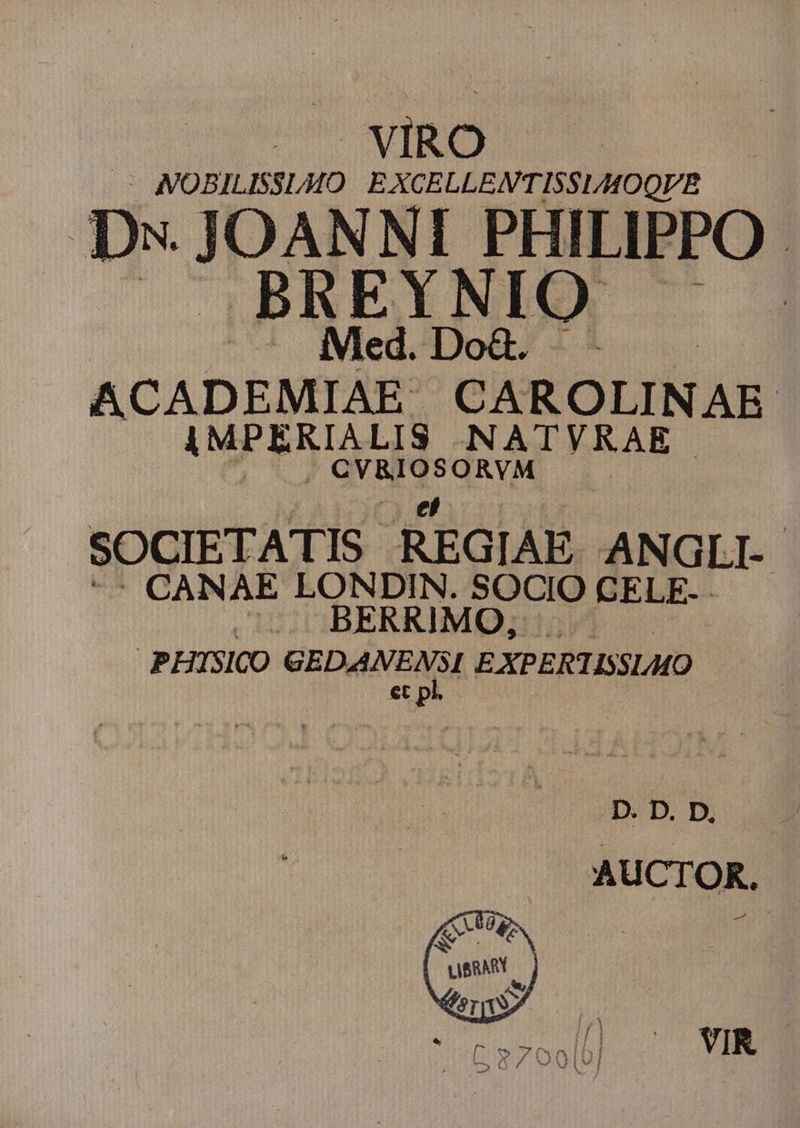 VIRO
NOBILISSIMO EXCELLENTISSIMOQVE
DN. JOANNI PHILIPPO
BREYNIO
Med. Doct.
ACADEMIAE CAROLINAE
IMPERIALIS NATVRAE
CVRIOSORVM
et
SOCIETATIS REGIAE ANGLI-
CANAE LONDIN. SOCIO CELE-
BERRIMO,
PHYSICO GEDANENSI EXPERTISSIMO
et pl.
D. D. D.
AUCTOR.
LIBRARY
VIR